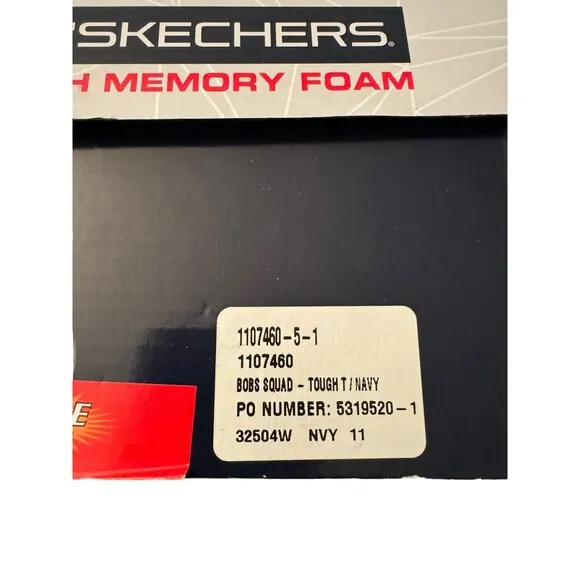 SKECHERS®
H MEMORY FOAM
1107460-5-1
1107460
BOBS SQUAD - TOUGH T/NAVY
PO NUMBER: 5319520-1
32504W NVY 11
E